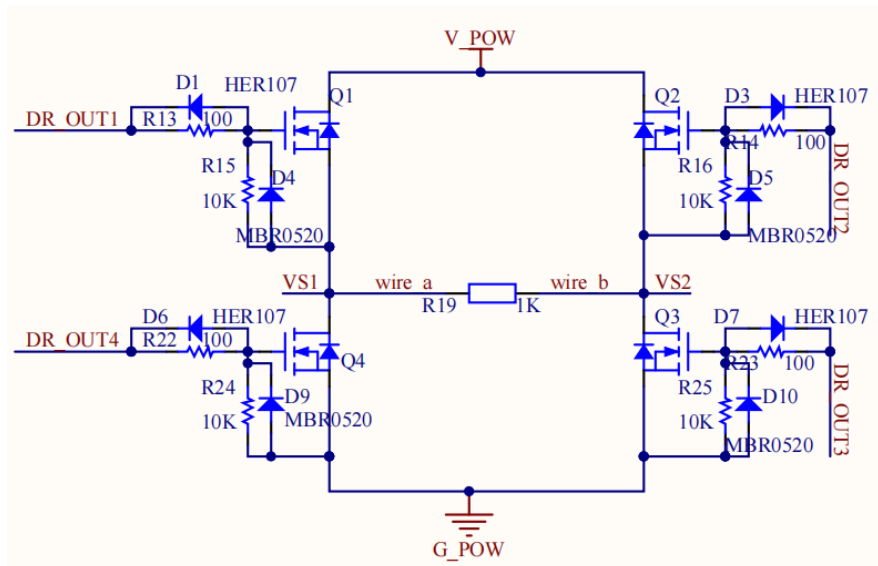 V_POW
D1 HER107 Q1 Q2 D3 HER107
DR_OUT1 R13 100 R14 100
R15 D4 R16 D5 DR_OUT2
10K 10K
MBR0520 MBR0520
VS1 wire_a wire_b VS2
R19 1K
D6 HER107 Q3 D7 HER107
DR_OUT4 R22 100 Q4 R23 100
R24 D9 R25 D10 DR_OUT3
10K MBR0520 10K
MBR0520
G_POW